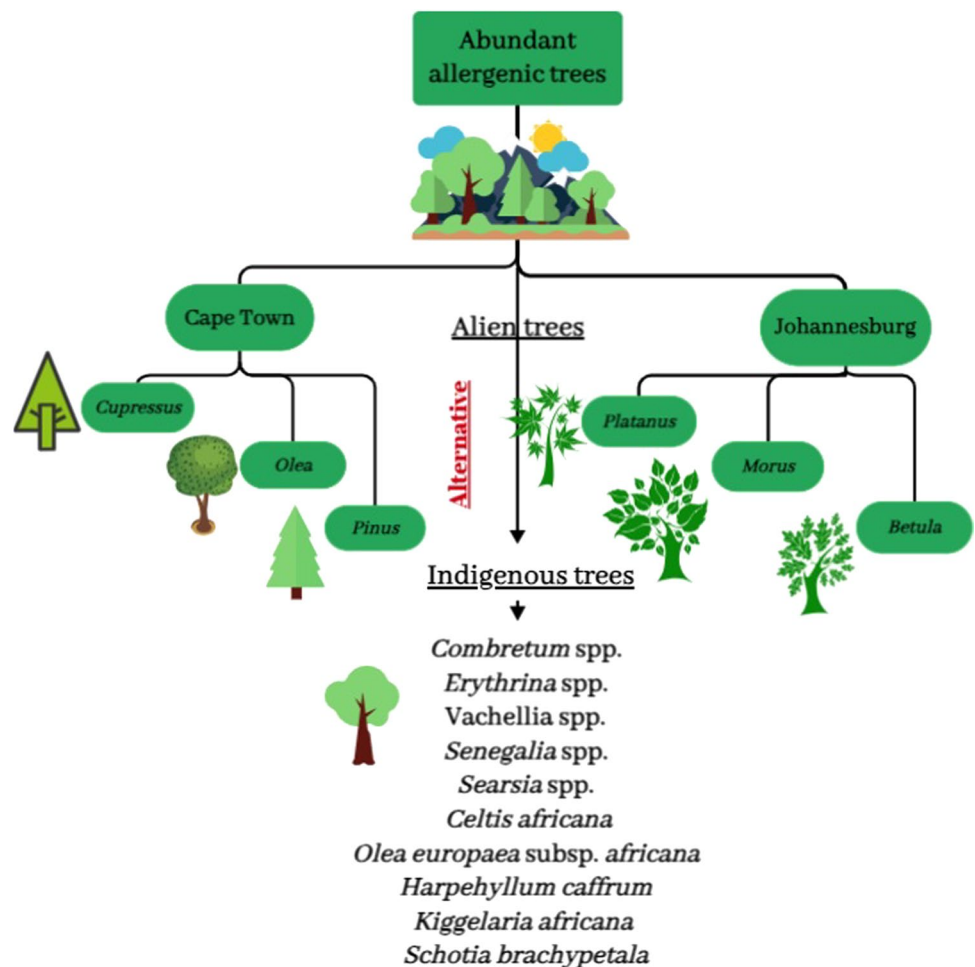 Abundant
allergenic trees
Cape Town
Alien trees
Johannesburg
Alternative
Cupressus
Olea
Pinus
Platanus
Morus
Betula
Indigenous trees
Combretum spp.
Erythrina spp.
Vachellia spp.
Senegalia spp.
Searsia spp.
Celtis africana
Olea europaea subsp. africana
Harpehyllum caffrum
Kiggelaria africana
Schotia brachypetala